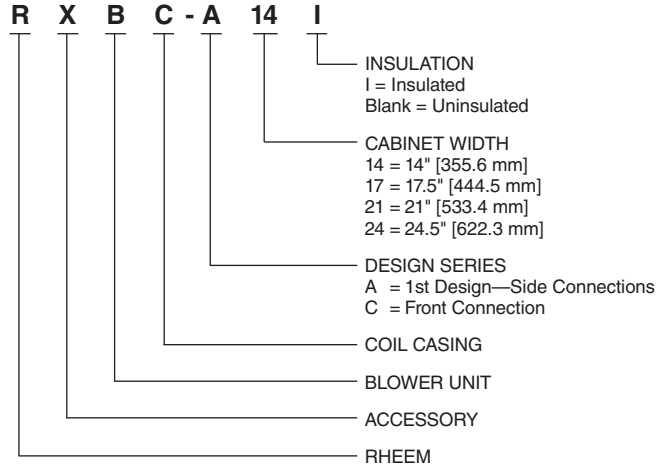 R X B C - A 14 I
INSULATION
I = Insulated
Blank = Uninsulated
CABINET WIDTH
14 = 14" [355.6 mm]
17 = 17.5" [444.5 mm]
21 = 21" [533.4 mm]
24 = 24.5" [622.3 mm]
DESIGN SERIES
A = 1st Design—Side Connections
C = Front Connection
COIL CASING
BLOWER UNIT
ACCESSORY
RHEEM